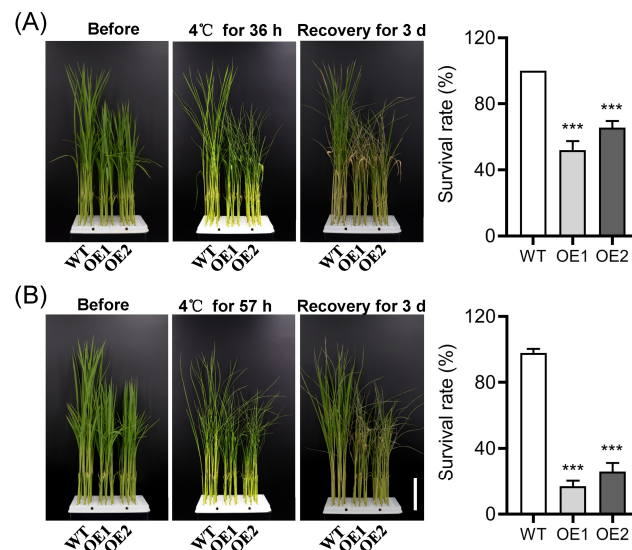 (A)
Before 4℃ for 36 h Recovery for 3 d
WT OE1 OE2 WT OE1 OE2 WT OE1 OE2
Survival rate (%)
120
80
40
0
***
***
WT OE1 OE2
(B)
Before 4℃ for 57 h Recovery for 3 d
WT OE1 OE2 WT OE1 OE2 WT OE1 OE2
Survival rate (%)
120
80
40
0
***
***
WT OE1 OE2